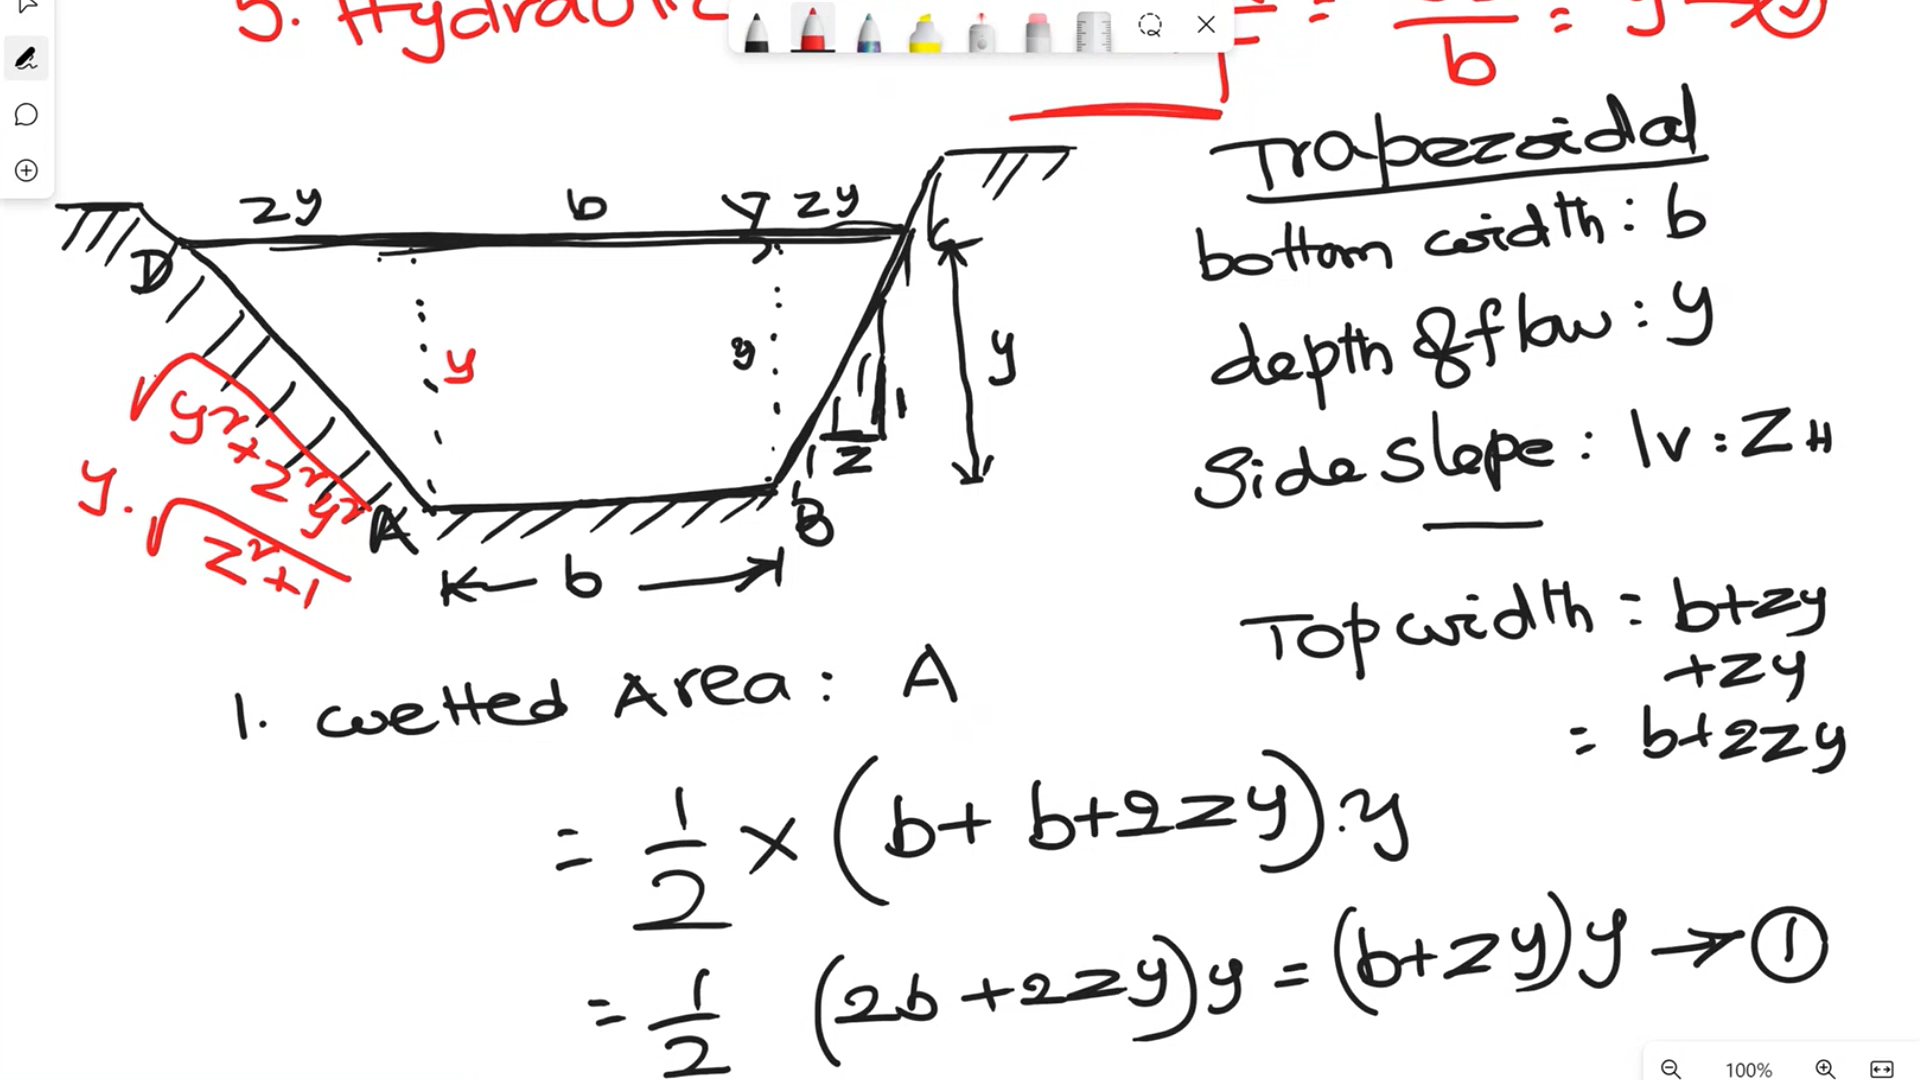 5. Hydraulic
= — = y → ②
b
Trapezoidal
bottom width : b
depth of flow : y
Side Slope : 1V : ZH
zy b zy
D C
y y y
1
Z
√y²+z²y²
y. √z²+1
A B
b
Top width = b+zy
+zy
= b+2zy
1. Wetted Area : A
= 1/2 × (b + b+2zy).y
= 1/2 (2b+2zy)y = (b+zy)y → ①
100%